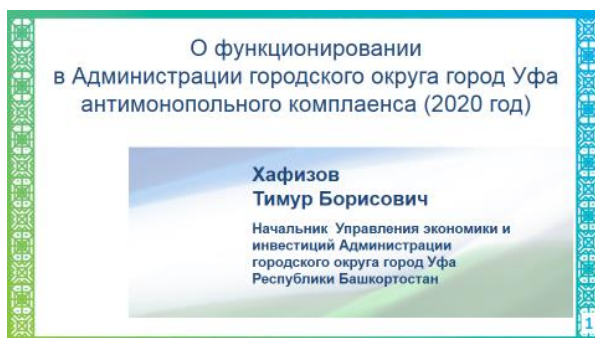 О функционировании
в Администрации городского округа город Уфа
антимонопольного комплаенса (2020 год)
Хафизов
Тимур Борисович
Начальник Управления экономики и
инвестиций Администрации
городского округа город Уфа
Республики Башкортостан
1